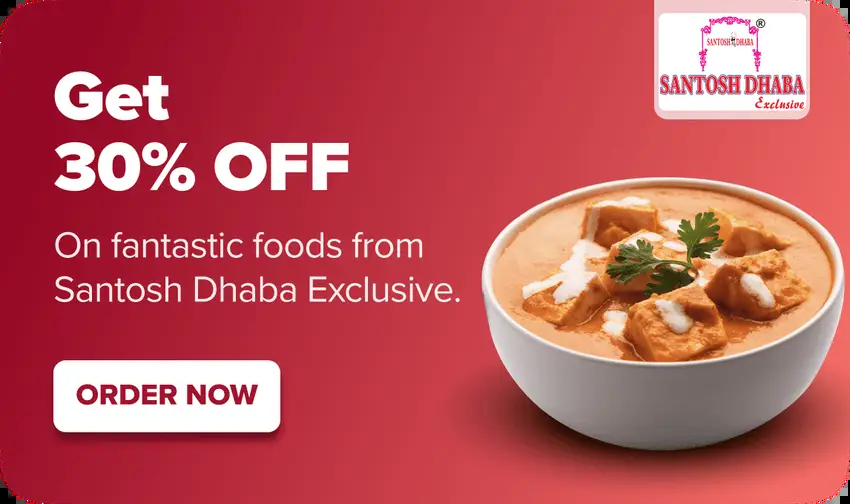 Get
30% OFF
On fantastic foods from
Santosh Dhaba Exclusive.
ORDER NOW
®
SANTOSH DHABA
SANTOSH DHABA
Exclusive